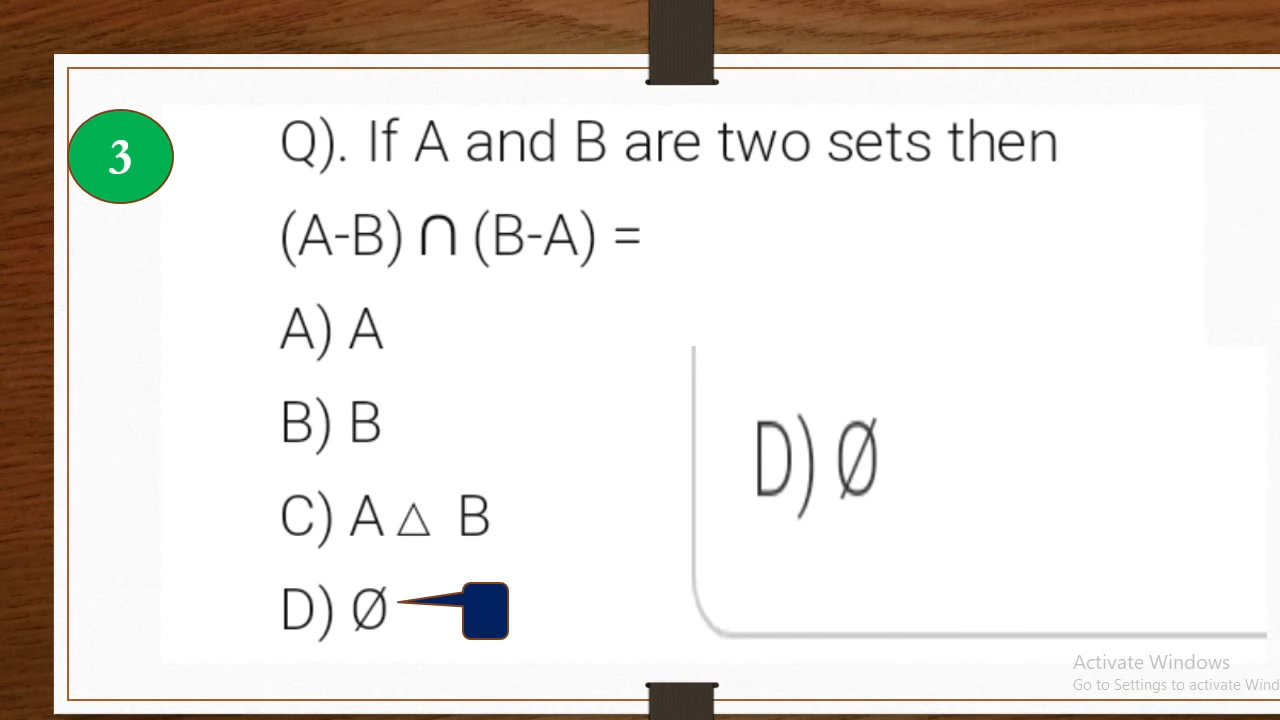 3
Q). If A and B are two sets then
(A-B) ∩ (B-A) =
A) A
B) B
C) A △ B
D) Ø
D) Ø
Activate Windows
Go to Settings to activate Wind